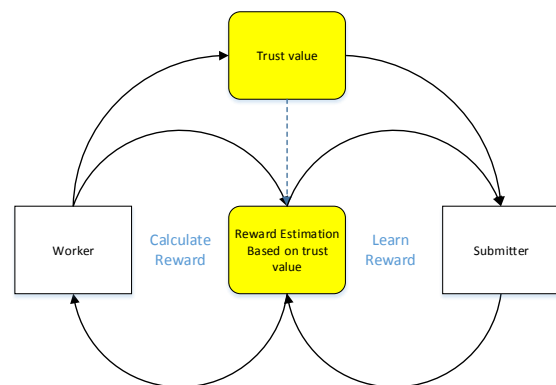 Trust value
Worker
Calculate
Reward
Reward Estimation
Based on trust
value
Learn
Reward
Submitter